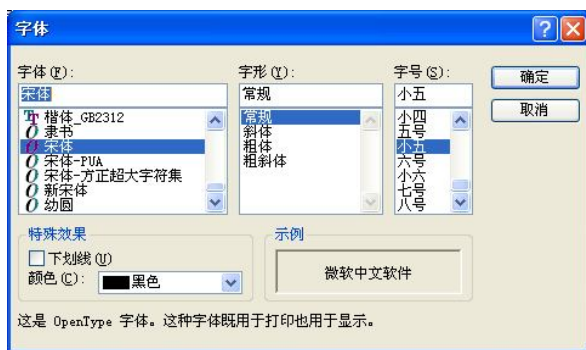 字体
字体(F):
字形(Y):
字号(S):
宋体
常规
小五
确定
取消
楷体_GB2312
隶书
宋体
宋体-PUA
宋体-方正超大字符集
新宋体
幼圆
常规
斜体
粗体
粗斜体
小四
五号
小五
六号
小六
七号
八号
特殊效果
下划线(U)
颜色(C):
黑色
示例
微软中文软件
这是 OpenType 字体。这种字体既用于打印也用于显示。